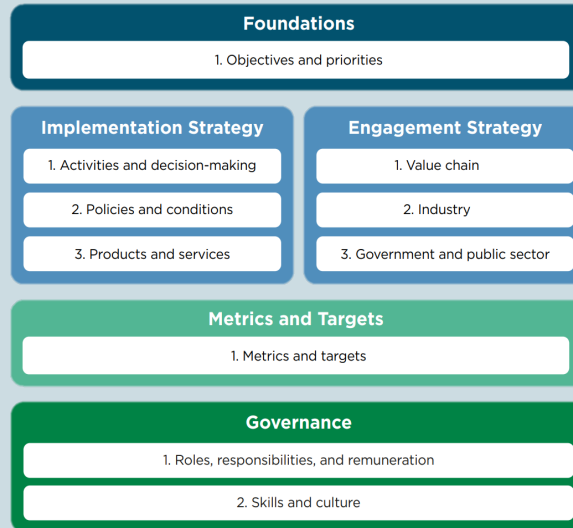 Foundations
1. Objectives and priorities
Implementation Strategy
1. Activities and decision-making
2. Policies and conditions
3. Products and services
Engagement Strategy
1. Value chain
2. Industry
3. Government and public sector
Metrics and Targets
1. Metrics and targets
Governance
1. Roles, responsibilities, and remuneration
2. Skills and culture